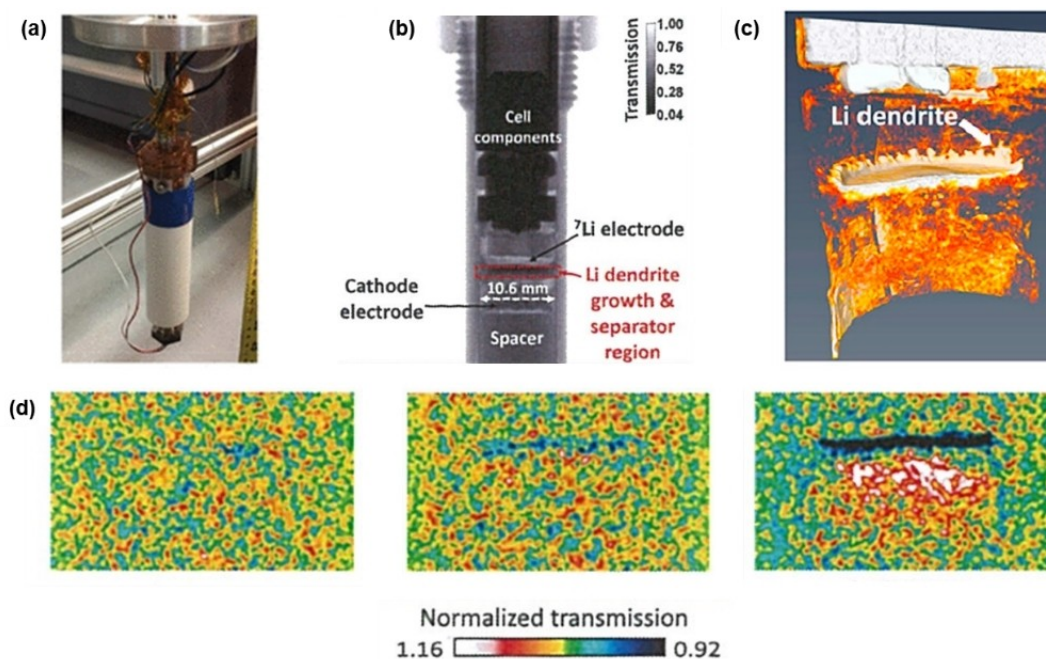 (a)
(b)
Transmission
1.00
0.76
0.52
0.28
0.04
Cell
components
⁷Li electrode
Cathode
electrode
10.6 mm
Li dendrite
growth &
separator
region
Spacer
(c)
Li dendrite
(d)
Normalized transmission
1.16
0.92